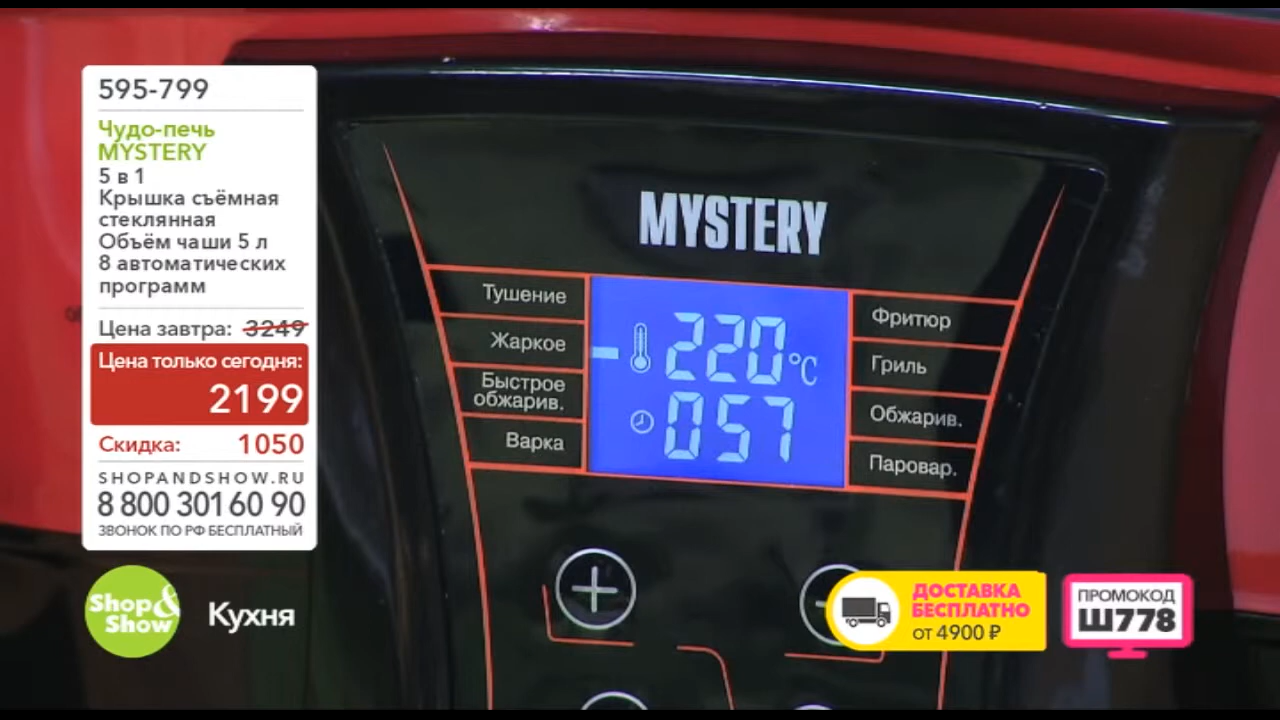 595-799
Чудо-печь
MYSTERY
5 в 1
Крышка съёмная
стеклянная
Объём чаши 5 л
8 автоматических
программ
Цена завтра: 3249
Цена только сегодня:
2199
Скидка: 1050
SHOPANDSHOW.RU
8 800 301 60 90
ЗВОНОК ПО РФ БЕСПЛАТНЫЙ
Shop&
Show
Кухня
MYSTERY
Тушение
Жаркое
Быстрое
обжарив.
Варка
220°C
057
Фритюр
Гриль
Обжарив.
Паровар.
ДОСТАВКА
БЕСПЛАТНО
от 4900 ₽
ПРОМОКОД
Ш778